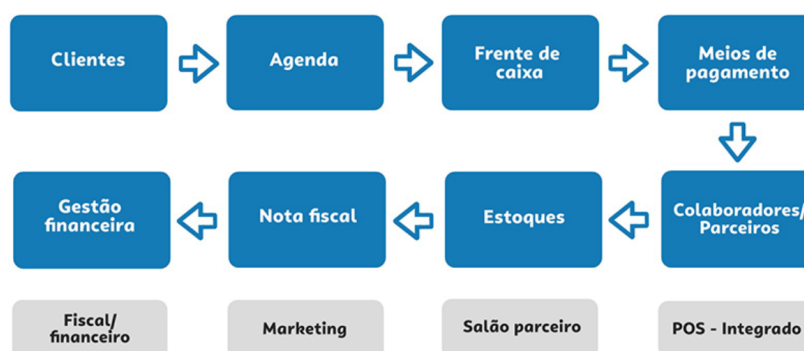 Clientes
Agenda
Frente de
caixa
Meios de
pagamento
Gestão
financeira
Nota fiscal
Estoques
Colaboradores/
Parceiros
Fiscal/
financeiro
Marketing
Salão parceiro
POS - Integrado